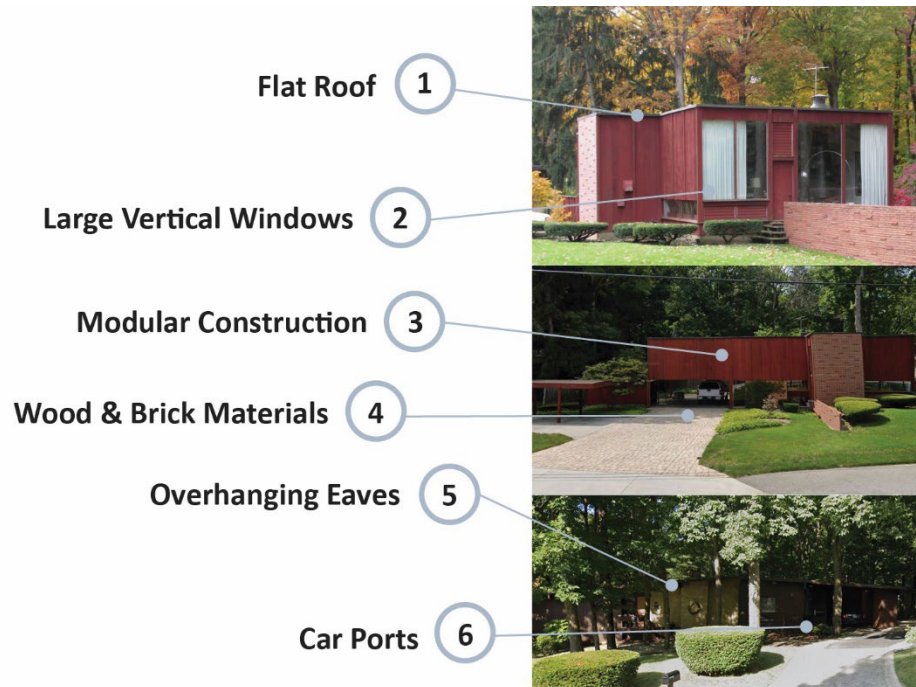 Flat Roof 1
Large Vertical Windows 2
Modular Construction 3
Wood & Brick Materials 4
Overhanging Eaves 5
Car Ports 6